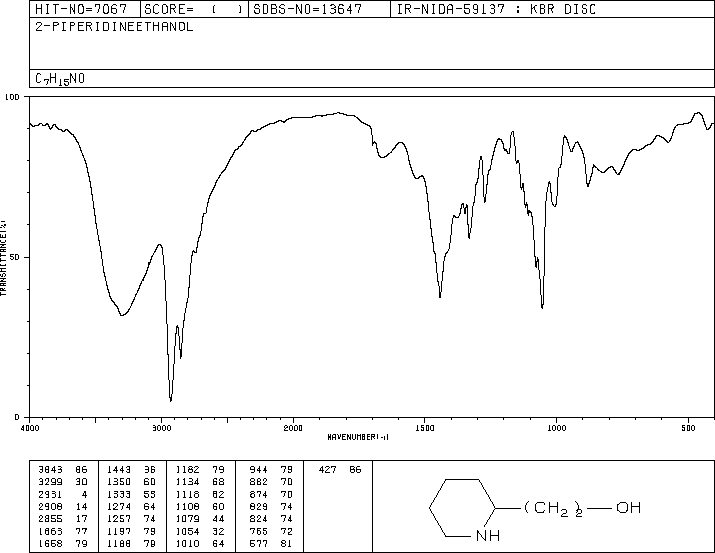 HIT-NO=7067 SCORE= ( ) SDBS-NO=13647 IR-NIDA-59137 : KBR DISC
2-PIPERIDINEETHANOL
C7H15NO
100
50
0
TRANSMITTANCE(%)
4000 3000 2000 1500 1000 500
WAVENUMBER(-1)
3843 86 1443 36 1182 79 944 79 427 86
3299 30 1350 60 1134 68 882 70
2931 4 1333 55 1118 62 874 70
2908 14 1274 64 1108 60 829 74
2855 17 1257 74 1079 44 824 74
1663 77 1197 79 1054 32 765 72
1658 79 1188 79 1010 64 577 81
(CH2)2 OH
NH